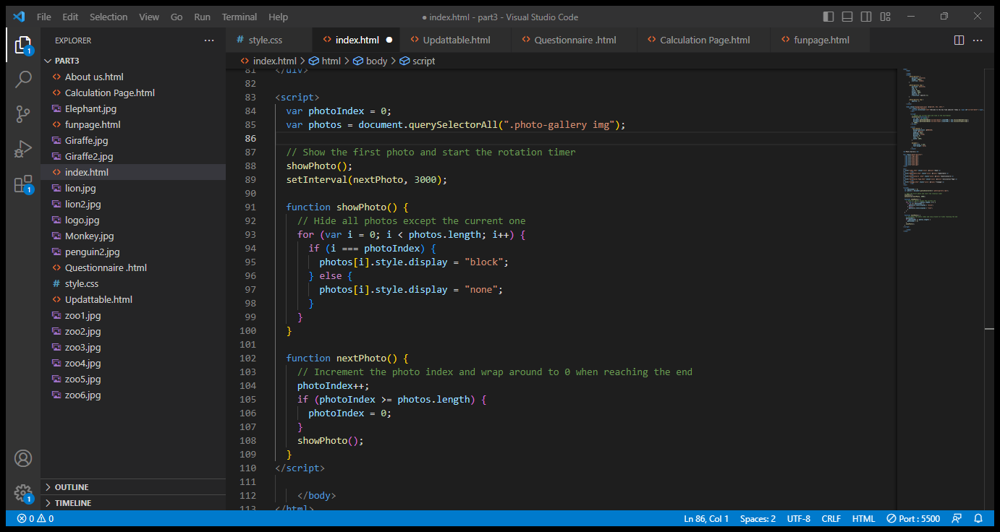 File Edit Selection View Go Run Terminal Help
● index.html - part3 - Visual Studio Code
EXPLORER ...
# style.css
<> index.html ●
<> Updattable.html
<> Questionnaire .html
<> Calculation Page.html
<> funpage.html
PART3
<> index.html > html > body > script
<> About us.html
<> Calculation Page.html
Elephant.jpg
<> funpage.html
Giraffe.jpg
Giraffe2.jpg
<> index.html
lion.jpg
lion2.jpg
logo.jpg
Monkey.jpg
penguin2.jpg
<> Questionnaire .html
# style.css
<> Updattable.html
zoo1.jpg
zoo2.jpg
zoo3.jpg
zoo4.jpg
zoo5.jpg
zoo6.jpg
OUTLINE
TIMELINE
1
1
1
81 </div>
82
83 <script>
84 var photoIndex = 0;
85 var photos = document.querySelectorAll(".photo-gallery img");
86
87 // Show the first photo and start the rotation timer
88 showPhoto();
89 setInterval(nextPhoto, 3000);
90
91 function showPhoto() {
92 // Hide all photos except the current one
93 for (var i = 0; i < photos.length; i++) {
94 if (i === photoIndex) {
95 photos[i].style.display = "block";
96 } else {
97 photos[i].style.display = "none";
98 }
99 }
100 }
101
102 function nextPhoto() {
103 // Increment the photo index and wrap around to 0 when reaching the end
104 photoIndex++;
105 if (photoIndex >= photos.length) {
106 photoIndex = 0;
107 }
108 showPhoto();
109 }
110 </script>
111
112 </body>
113 </html>
0 0
Ln 86, Col 1 Spaces: 2 UTF-8 CRLF HTML Port : 5500